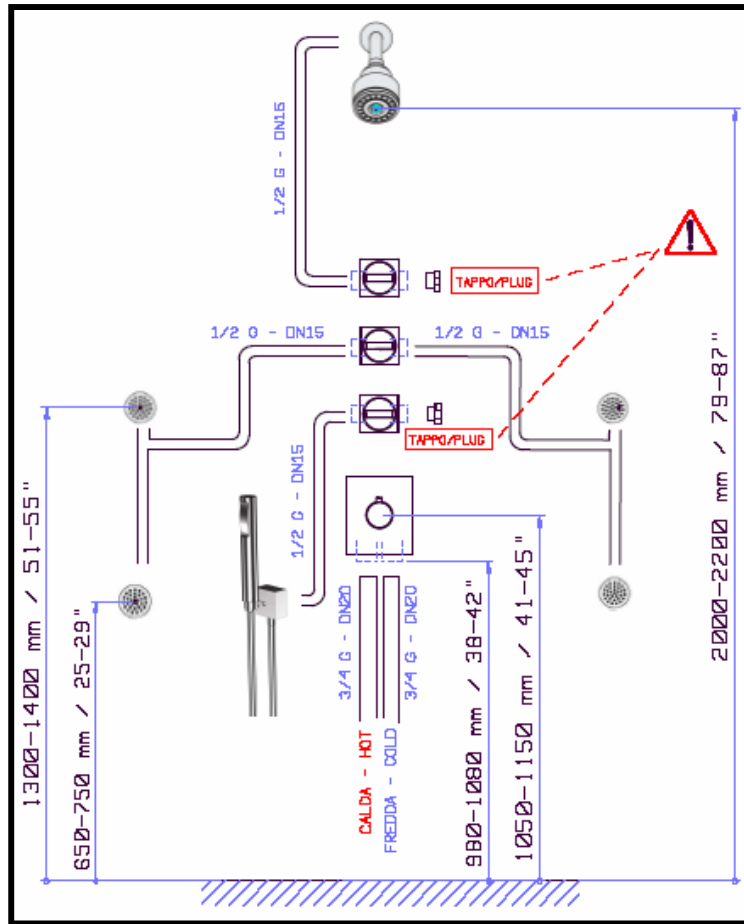 1/2 G - DN15
TAPPO/PLUG
1/2 G - DN15
1/2 G - DN15
TAPPO/PLUG
1/2 G - DN15
3/4 G - DN20
3/4 G - DN20
CALDA - HOT
FREDDA - COLD
1300-1400 mm / 51-55"
650-750 mm / 25-29"
980-1080 mm / 38-42"
1050-1150 mm / 41-45"
2000-2200 mm / 79-87"
!